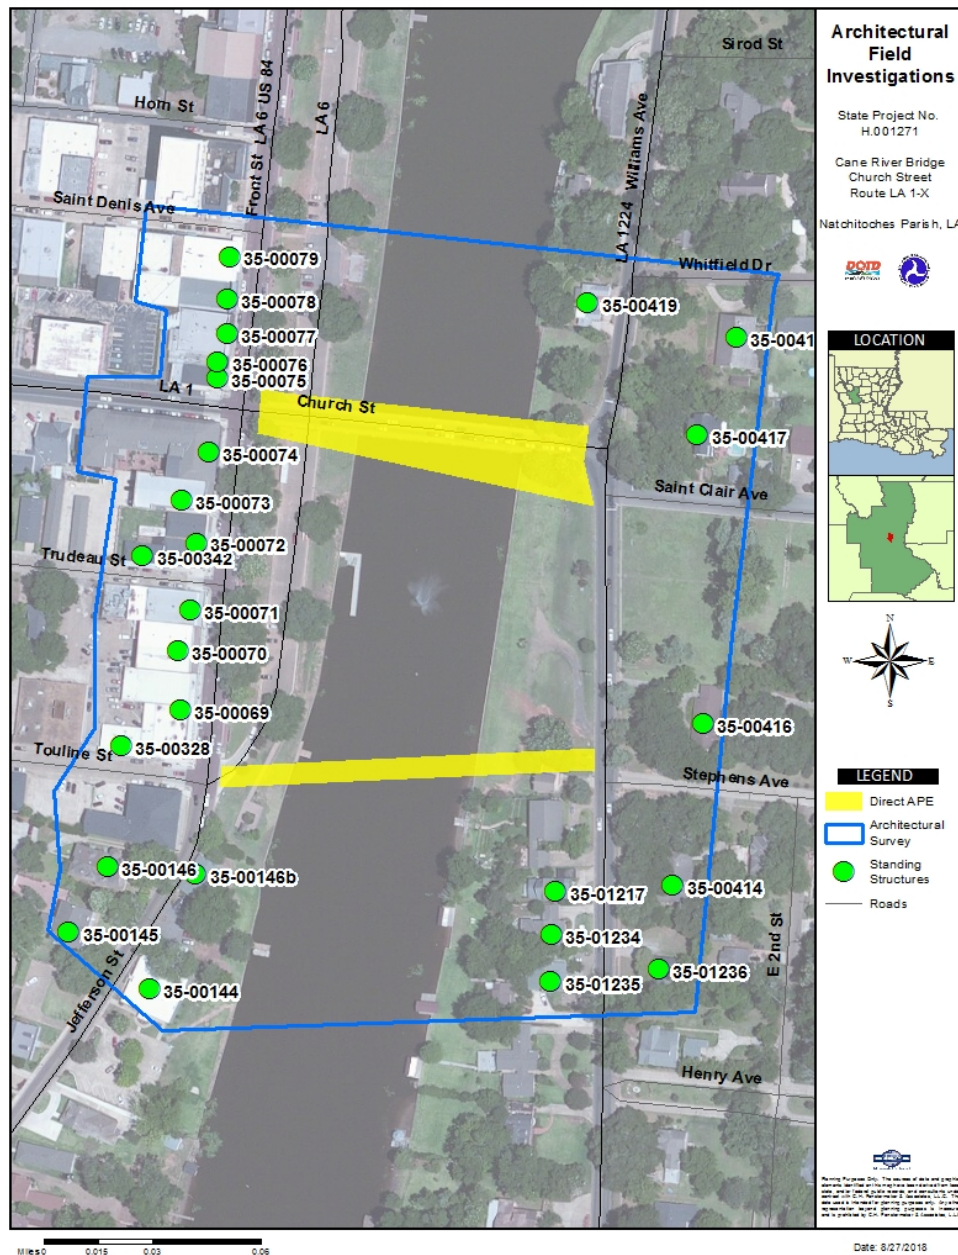 Sirod St
Horn St
LA 6 US 84
LA 6
Front St
Williams Ave
LA 1224
Saint Denis Ave
Whitfield Dr
35-00079
35-00078
35-00419
35-00077
35-0041
35-00076
35-00075
LA 1
Church St
35-00417
35-00074
Saint Clair Ave
35-00073
35-00072
Trudeau St
35-00342
35-00071
35-00070
35-00069
35-00416
35-00328
Touline St
Stephens Ave
35-00146
35-00146b
35-01217
35-00414
35-00145
35-01234
E 2nd St
35-01236
35-01235
35-00144
Jefferson St
Henry Ave
Architectural
Field
Investigations
State Project No.
H.001271
Cane River Bridge
Church Street
Route LA 1-X
Natchitoches Parish, LA
DOTD
LOCATION
N
W E
S
LEGEND
Direct APE
Architectural
Survey
Standing
Structures
Roads
Miles 0 0.015 0.03 0.06
Date: 8/27/2018